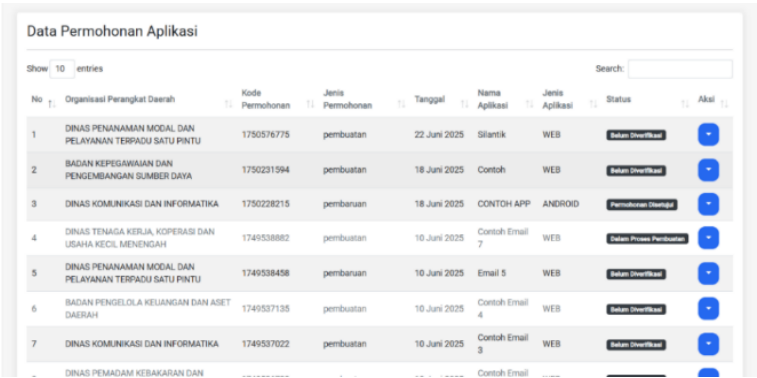 Data Permohonan Aplikasi
Show 10 entries Search:
No Organisasi Perangkat Daerah Kode Permohonan Jenis Permohonan Tanggal Nama Aplikasi Jenis Aplikasi Status Aksi
1 DINAS PENANAMAN MODAL DAN PELAYANAN TERPADU SATU PINTU 1750576775 pembuatan 22 Juni 2025 Silantik WEB Belum Diverifikasi
2 BADAN KEPEGAWAIAN DAN PENGEMBANGAN SUMBER DAYA 1750231594 pembuatan 18 Juni 2025 Contoh WEB Belum Diverifikasi
3 DINAS KOMUNIKASI DAN INFORMATIKA 1750228215 pembaruan 18 Juni 2025 CONTOH APP ANDROID Permohonan Disetujui
4 DINAS TENAGA KERJA, KOPERASI DAN USAHA KECIL MENENGAH 1749538882 pembuatan 10 Juni 2025 Contoh Email 7 WEB Dalam Proses Pembuatan
5 DINAS PENANAMAN MODAL DAN PELAYANAN TERPADU SATU PINTU 1749538458 pembaruan 10 Juni 2025 Email 5 WEB Belum Diverifikasi
6 BADAN PENGELOLA KEUANGAN DAN ASET DAERAH 1749537135 pembuatan 10 Juni 2025 Contoh Email 4 WEB Belum Diverifikasi
7 DINAS KOMUNIKASI DAN INFORMATIKA 1749537022 pembuatan 10 Juni 2025 Contoh Email 3 WEB Belum Diverifikasi
DINAS PEMADAM KEBAKARAN DAN Contoh Email